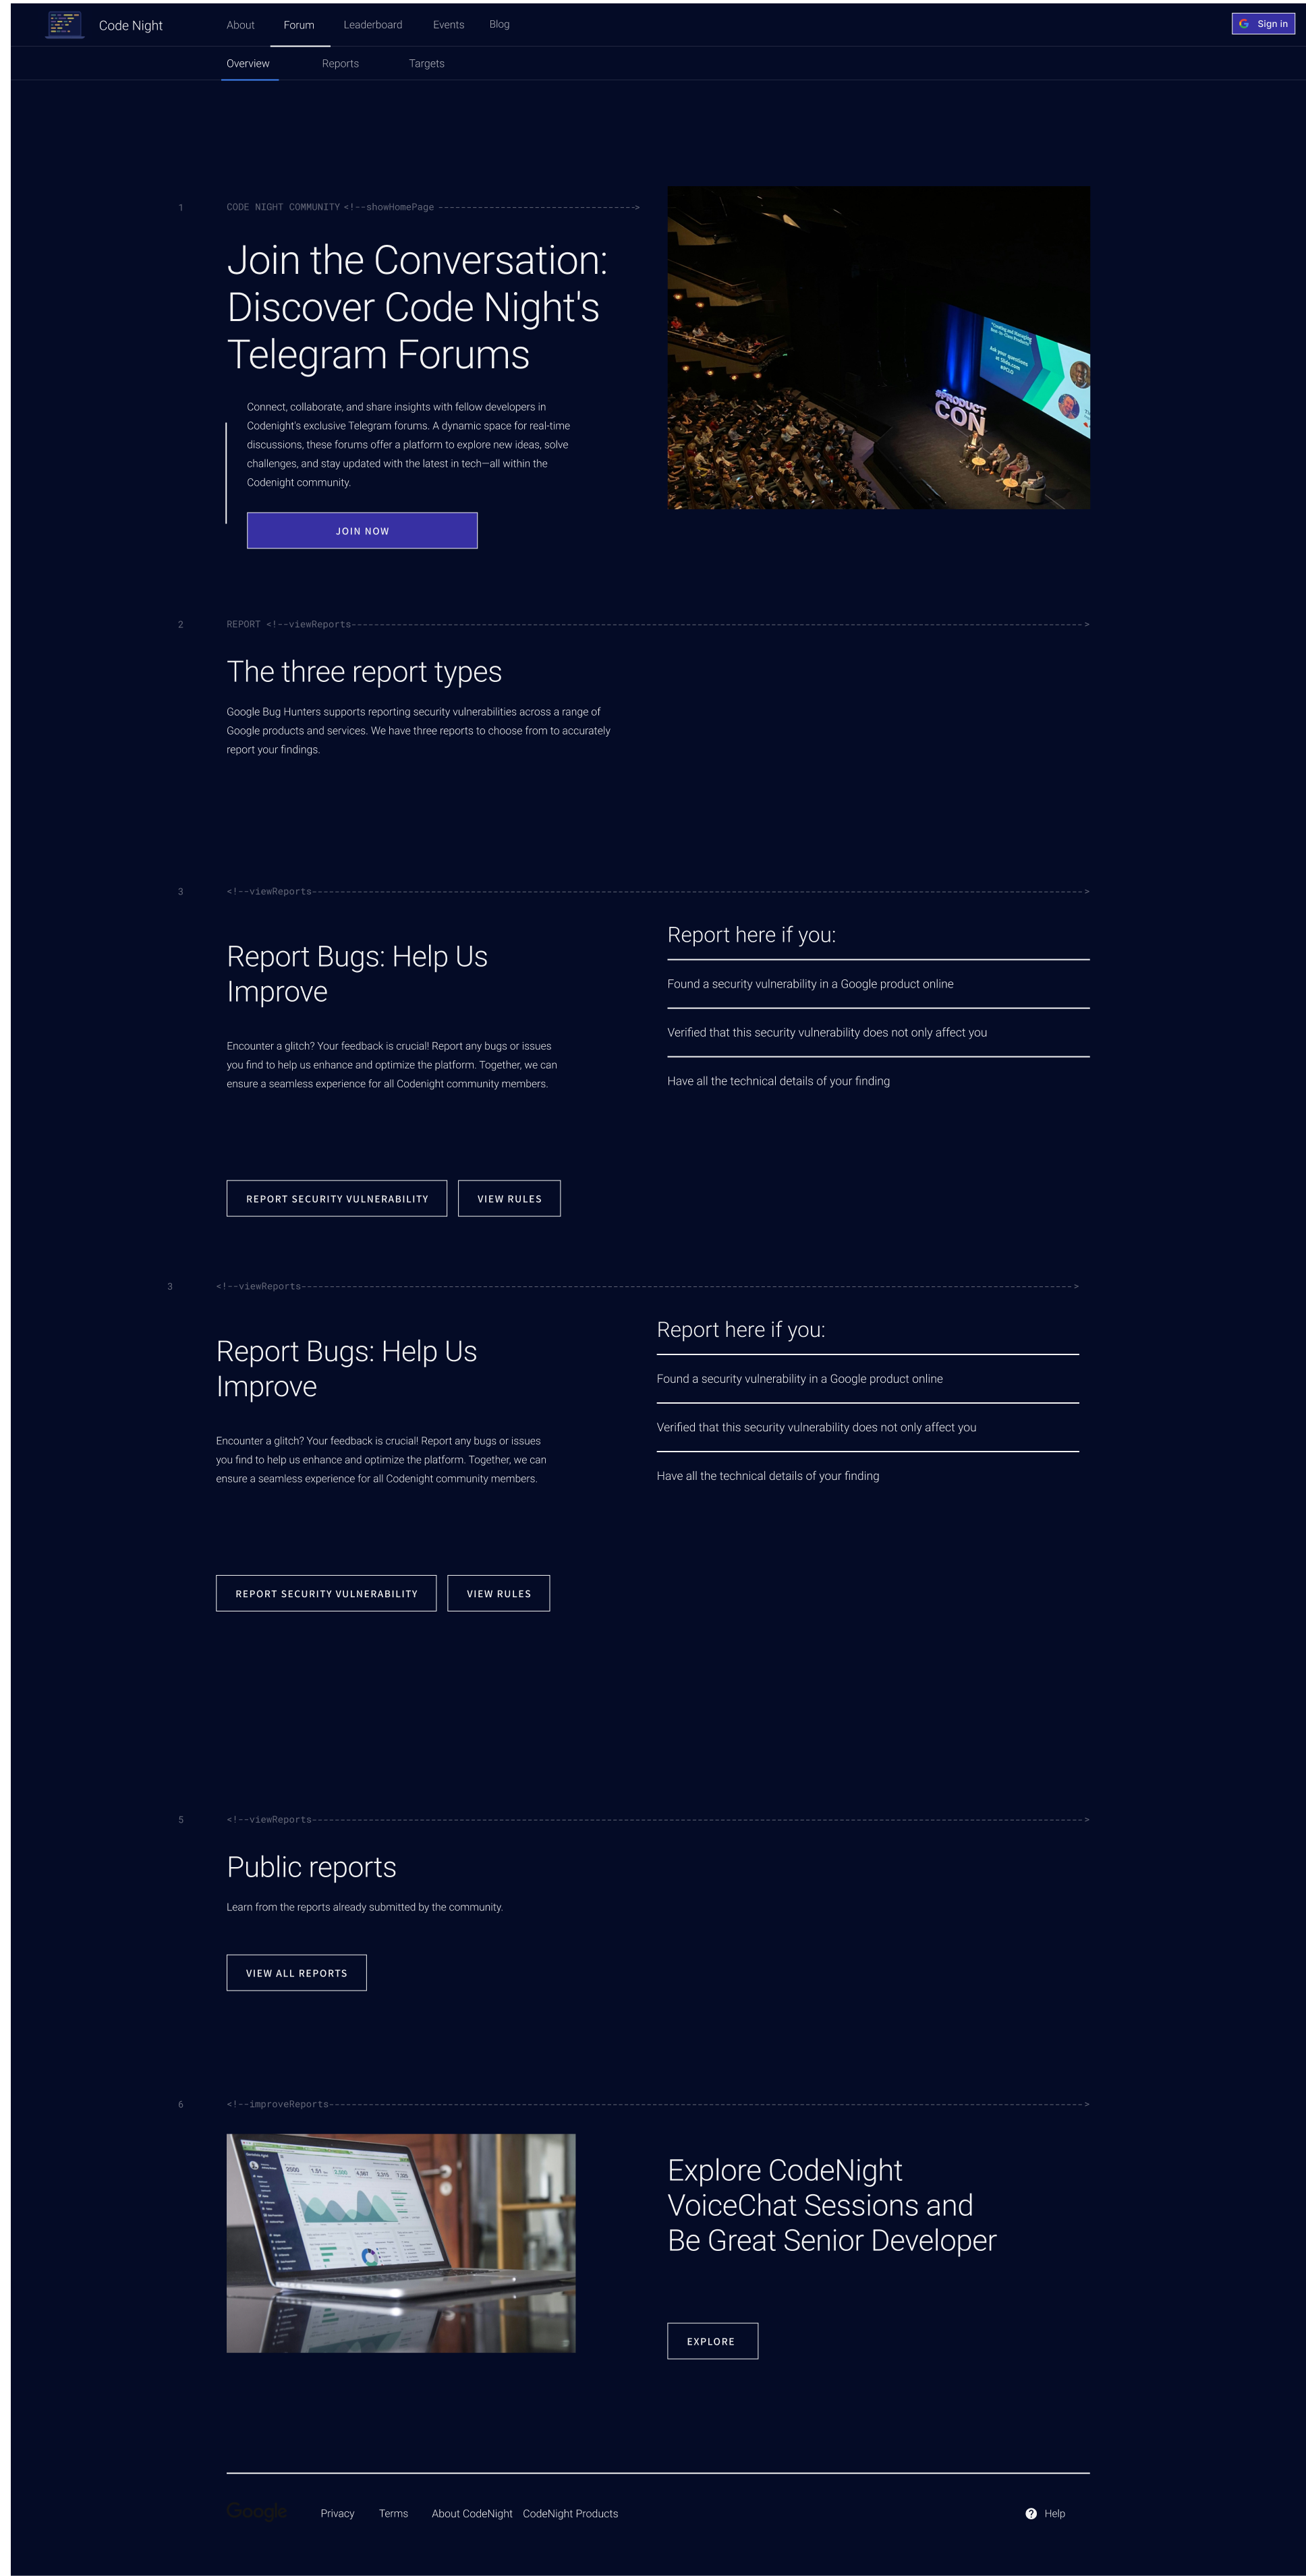 Code Night
About
Forum
Leaderboard
Events
Blog
Sign in
Overview
Reports
Targets
1
CODE NIGHT COMMUNITY <!--showHomePage ----------------------------------->
Join the Conversation:
Discover Code Night's
Telegram Forums
Connect, collaborate, and share insights with fellow developers in
Codenight's exclusive Telegram forums. A dynamic space for real-time
discussions, these forums offer a platform to explore new ideas, solve
challenges, and stay updated with the latest in tech—all within the
Codenight community.
JOIN NOW
"Creating and Managing
Ask your questions
at Slido.com
#PCLO
#PRODUCT
CON
2
REPORT <!--viewReports--------------------------------------------------------------->
The three report types
Google Bug Hunters supports reporting security vulnerabilities across a range of
Google products and services. We have three reports to choose from to accurately
report your findings.
3
<!--viewReports--------------------------------------------------------------->
Report Bugs: Help Us
Improve
Encounter a glitch? Your feedback is crucial! Report any bugs or issues
you find to help us enhance and optimize the platform. Together, we can
ensure a seamless experience for all Codenight community members.
REPORT SECURITY VULNERABILITY
VIEW RULES
Report here if you:
Found a security vulnerability in a Google product online
Verified that this security vulnerability does not only affect you
Have all the technical details of your finding
3
<!--viewReports--------------------------------------------------------------->
Report Bugs: Help Us
Improve
Encounter a glitch? Your feedback is crucial! Report any bugs or issues
you find to help us enhance and optimize the platform. Together, we can
ensure a seamless experience for all Codenight community members.
REPORT SECURITY VULNERABILITY
VIEW RULES
Report here if you:
Found a security vulnerability in a Google product online
Verified that this security vulnerability does not only affect you
Have all the technical details of your finding
5
<!--viewReports--------------------------------------------------------------->
Public reports
Learn from the reports already submitted by the community.
VIEW ALL REPORTS
6
<!--improveReports--------------------------------------------------------------->
Explore CodeNight
VoiceChat Sessions and
Be Great Senior Developer
EXPLORE
Google
Privacy
Terms
About CodeNight
CodeNight Products
Help